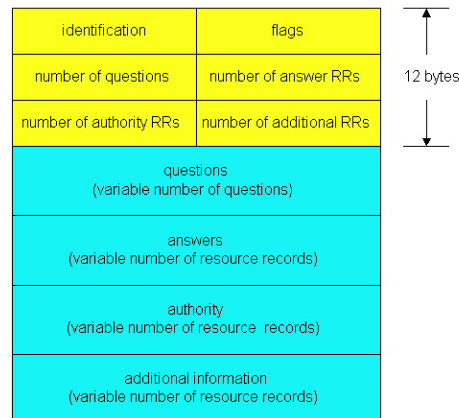 identification
flags
number of questions
number of answer RRs
12 bytes
number of authority RRs
number of additional RRs
questions
(variable number of questions)
answers
(variable number of resource records)
authority
(variable number of resource  records)
additional information
(variable number of resource records)